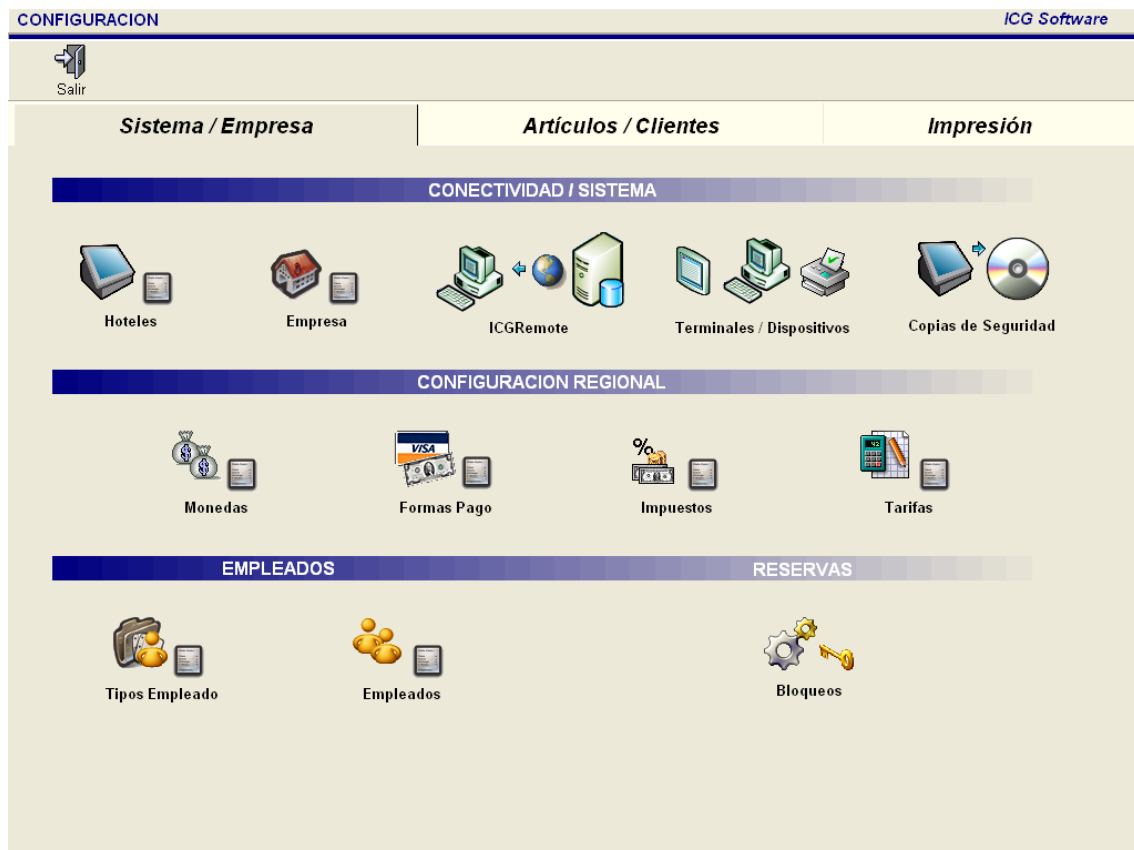 CONFIGURACION ICG Software
Salir
Sistema / Empresa Artículos / Clientes Impresión
CONECTIVIDAD / SISTEMA
Hoteles Empresa ICGRemote Terminales / Dispositivos Copias de Seguridad
CONFIGURACION REGIONAL
VISA %
Monedas Formas Pago Impuestos Tarifas
EMPLEADOS RESERVAS
Tipos Empleado Empleados Bloqueos